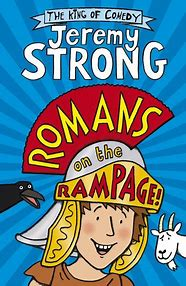 THE KING OF COMEDY
Jeremy
STRONG
ROMANS
on the
RAMPAGE!